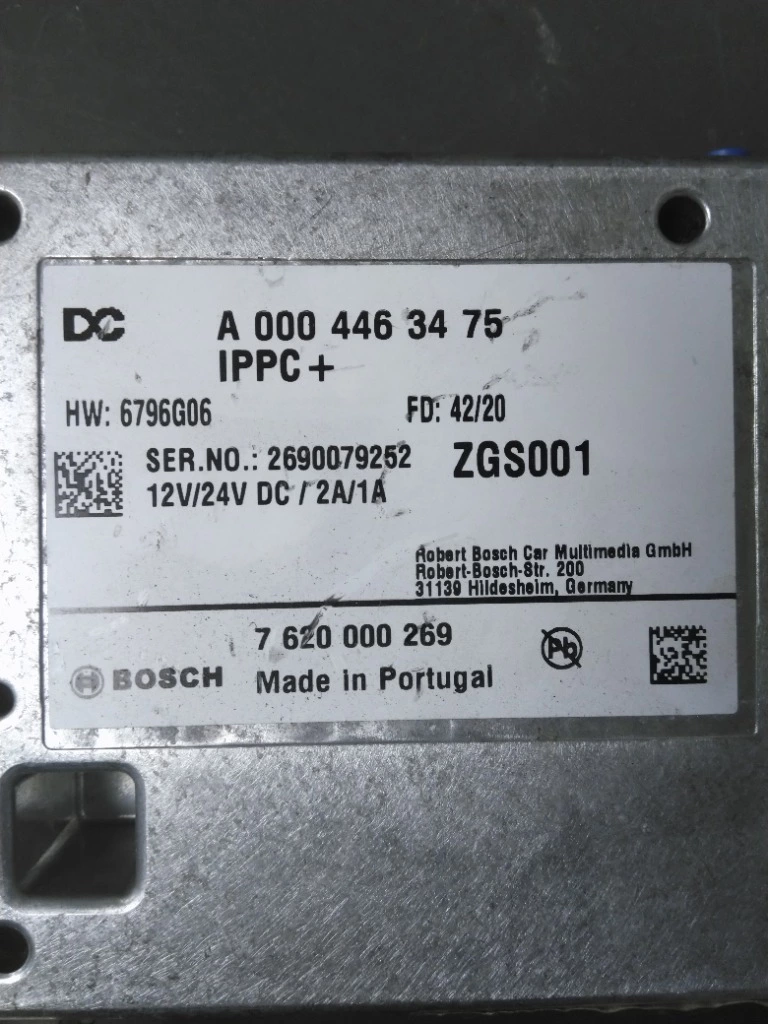 DC A 000 446 34 75
IPPC+
HW: 6796G06 FD: 42/20
SER.NO.: 2690079252 ZGS001
12V/24V DC / 2A/1A
Robert Bosch Car Multimedia GmbH
Robert-Bosch-Str. 200
31139 Hildesheim, Germany
7 620 000 269 Pb
BOSCH Made in Portugal